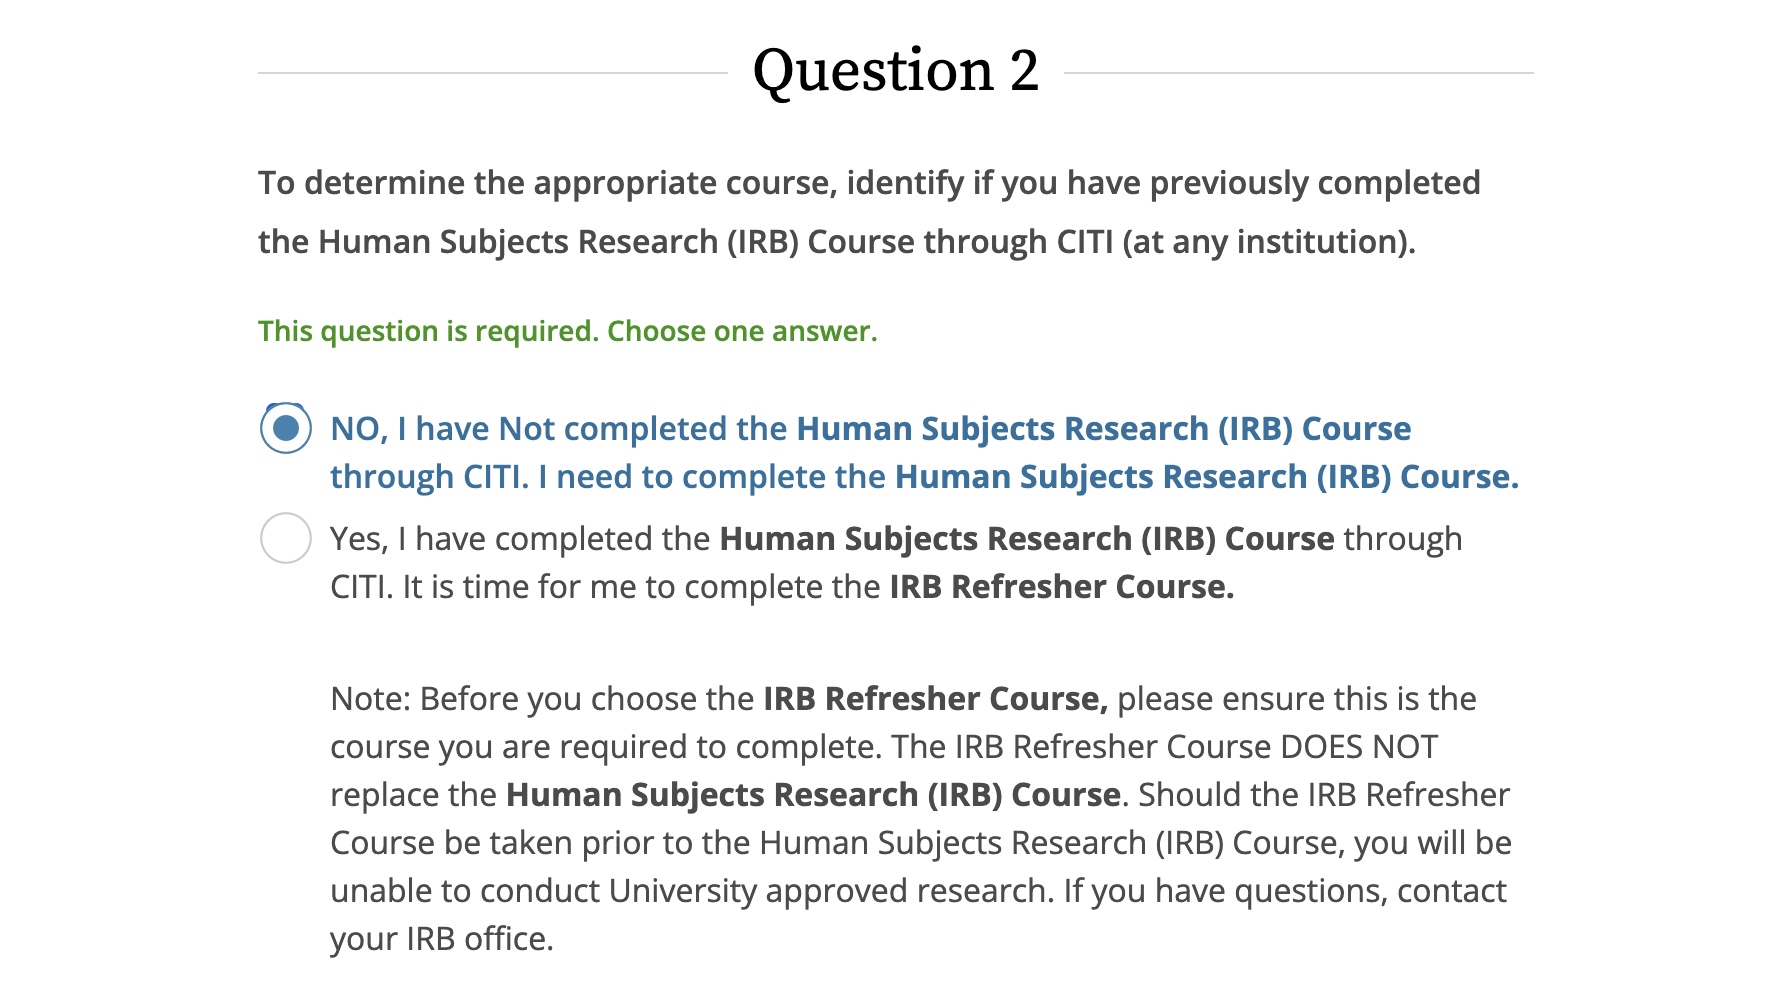 Question 2
To determine the appropriate course, identify if you have previously completed
the Human Subjects Research (IRB) Course through CITI (at any institution).
This question is required. Choose one answer.
NO, I have Not completed the Human Subjects Research (IRB) Course
through CITI. I need to complete the Human Subjects Research (IRB) Course.
Yes, I have completed the Human Subjects Research (IRB) Course through
CITI. It is time for me to complete the IRB Refresher Course.
Note: Before you choose the IRB Refresher Course, please ensure this is the
course you are required to complete. The IRB Refresher Course DOES NOT
replace the Human Subjects Research (IRB) Course. Should the IRB Refresher
Course be taken prior to the Human Subjects Research (IRB) Course, you will be
unable to conduct University approved research. If you have questions, contact
your IRB office.